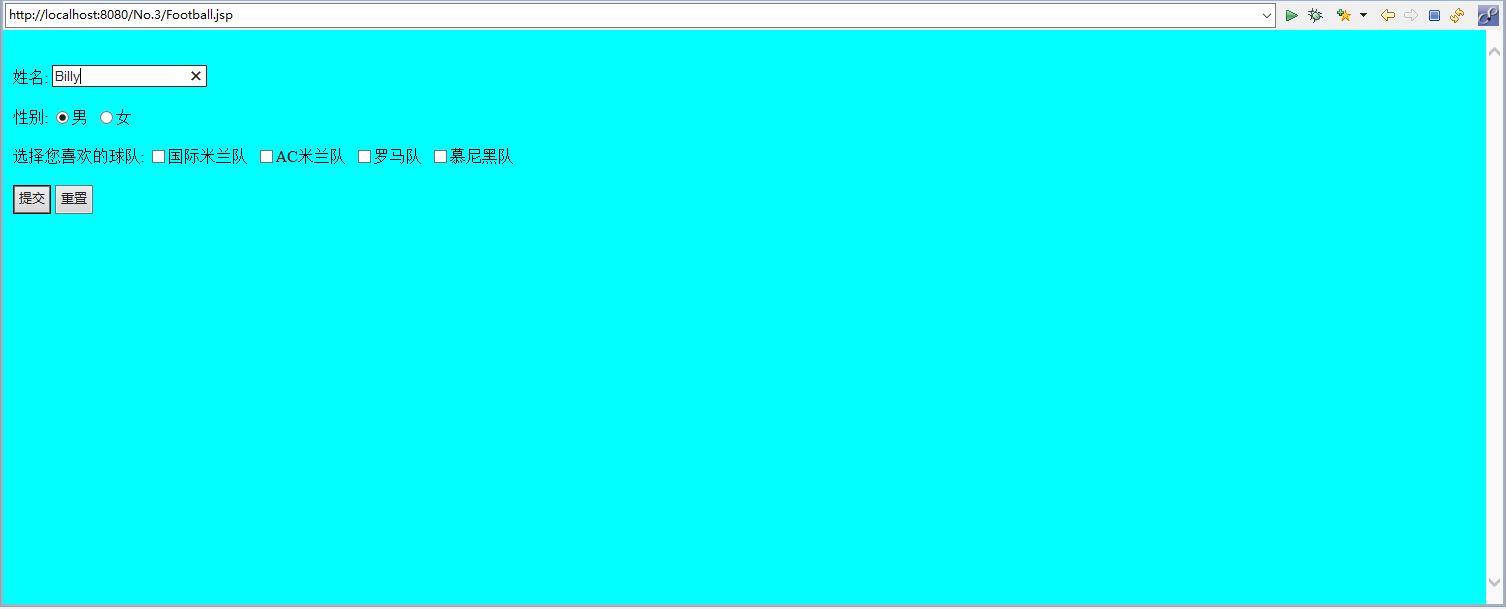 http://localhost:8080/No.3/Football.jsp
姓名: Billy
性别: 男 女
选择您喜欢的球队: 国际米兰队 AC米兰队 罗马队 慕尼黑队
提交 重置